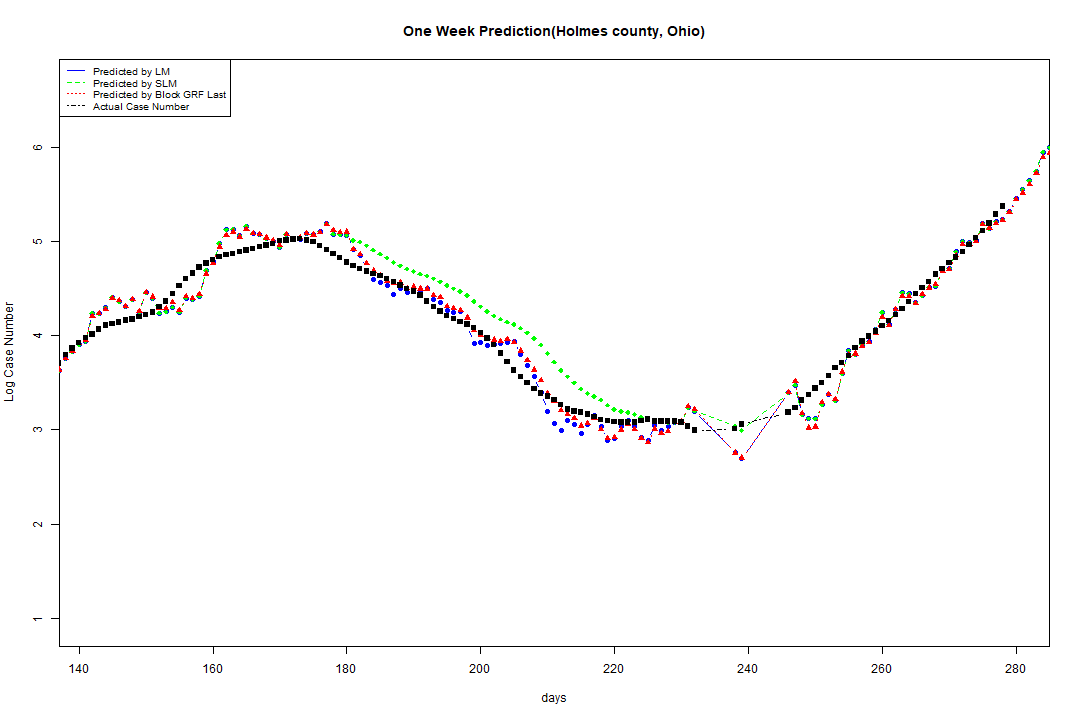 One Week Prediction(Holmes county, Ohio)
Predicted by LM
Predicted by SLM
Predicted by Block GRF Last
Actual Case Number
Log Case Number
6
5
4
3
2
1
140 160 180 200 220 240 260 280
days